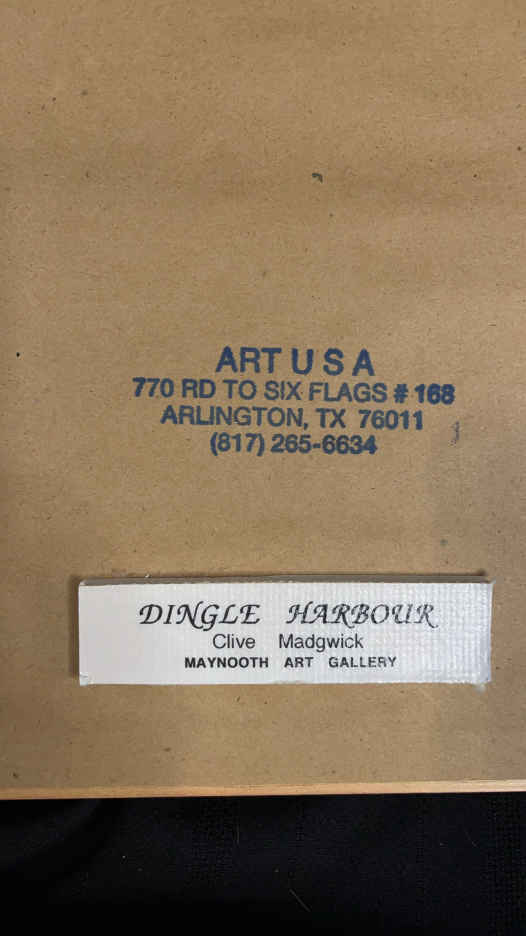 ART U S A
770 RD TO SIX FLAGS # 168
ARLINGTON, TX 76011
(817) 265-6634
DINGLE HARBOUR
Clive Madgwick
MAYNOOTH ART GALLERY